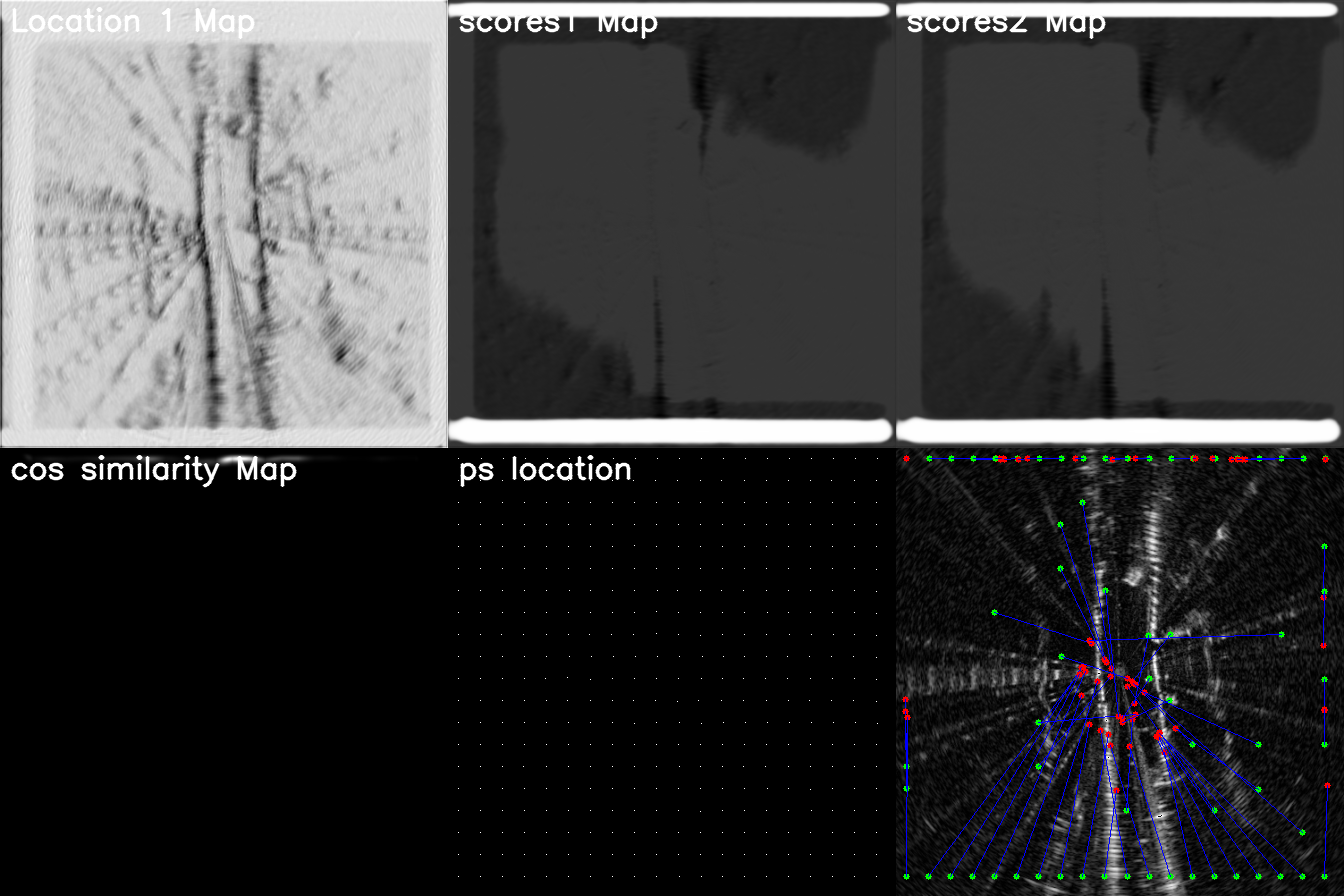 Location 1 Map
scores1 Map
scores2 Map
cos similarity Map
ps location